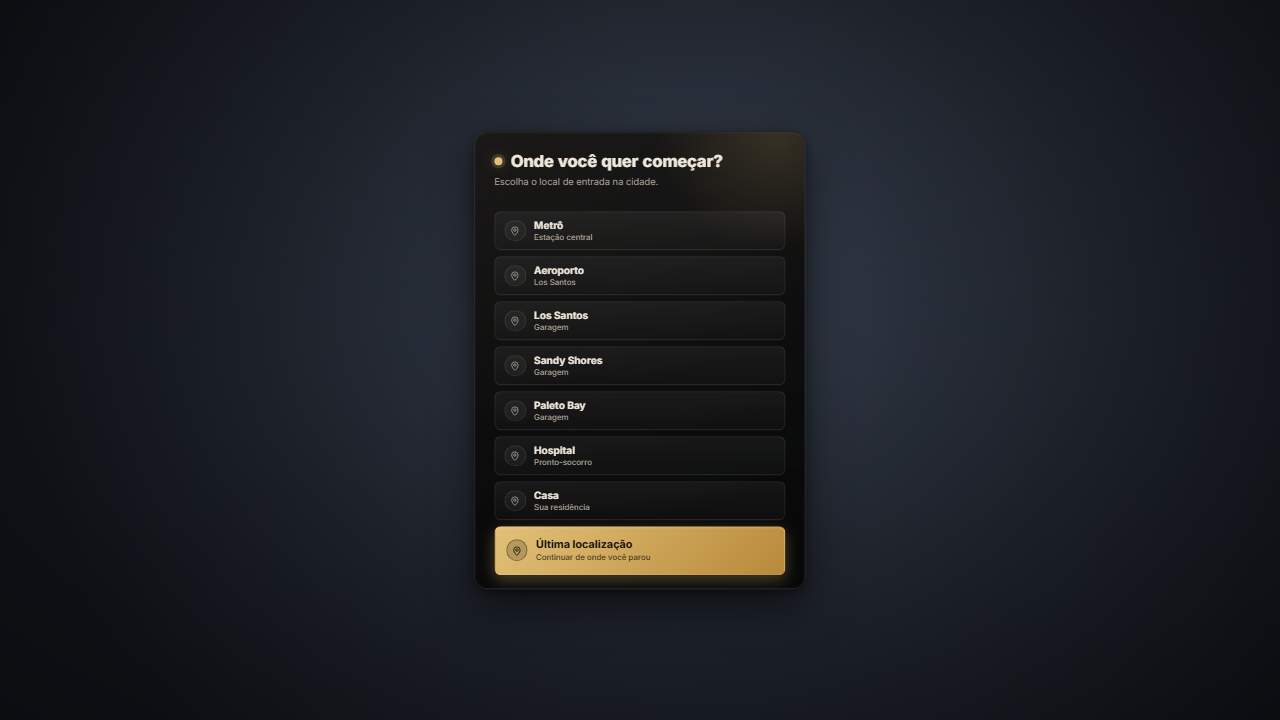 Onde você quer começar?
Escolha o local de entrada na cidade.
Metrô
Estação central
Aeroporto
Los Santos
Los Santos
Garagem
Sandy Shores
Garagem
Paleto Bay
Garagem
Hospital
Pronto-socorro
Casa
Sua residência
Última localização
Continuar de onde você parou